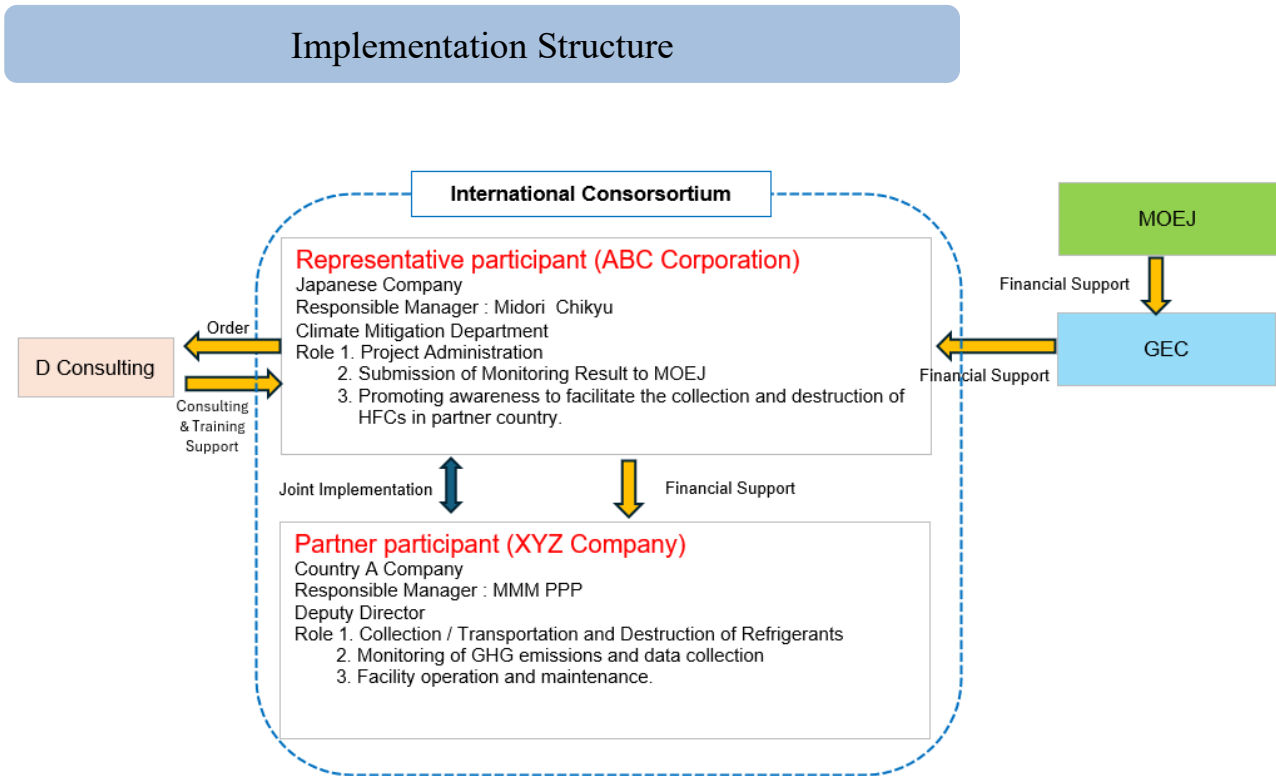 Implementation Structure
International Consorsortium
MOEJ
Financial Support
GEC
Financial Support
Representative participant (ABC Corporation)
Japanese Company
Responsible Manager : Midori  Chikyu
Climate Mitigation Department
Role 1. Project Administration
2. Submission of Monitoring Result to MOEJ
3. Promoting awareness to facilitate the collection and destruction of
HFCs in partner country.
Order
D Consulting
Consulting
& Training
Support
Joint Implementation
Financial Support
Partner participant (XYZ Company)
Country A Company
Responsible Manager : MMM PPP
Deputy Director
Role 1. Collection / Transportation and Destruction of Refrigerants
2. Monitoring of GHG emissions and data collection
3. Facility operation and maintenance.